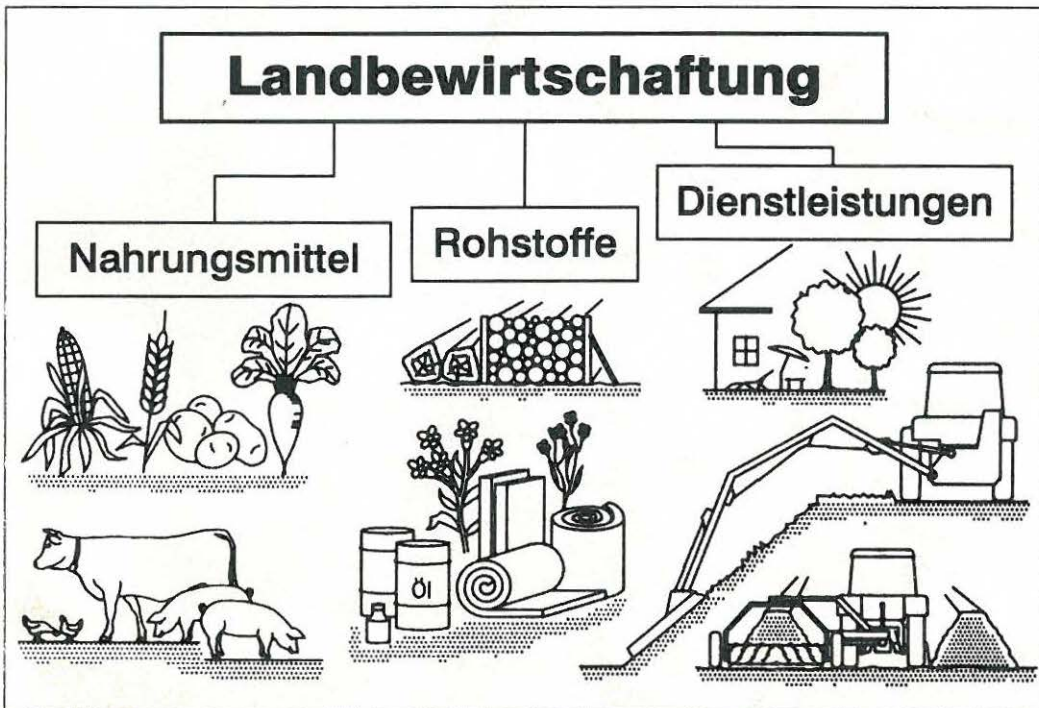 Landbewirtschaftung
Nahrungsmittel
Rohstoffe
Dienstleistungen
Öl